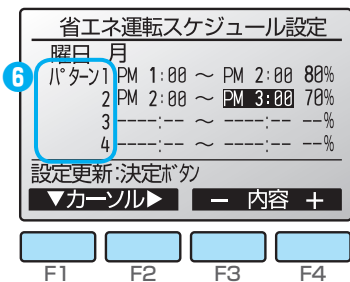 省エネ運転スケジュール設定
曜日 月
6 パターン1 PM 1:00 ～ PM 2:00 80%
2 PM 2:00 ～ PM 3:00 70%
3 ----:-- ～ ----:-- --%
4 ----:-- ～ ----:-- --%
設定更新:決定ボタン
▼カーソル▶ － 内容 ＋
F1 F2 F3 F4